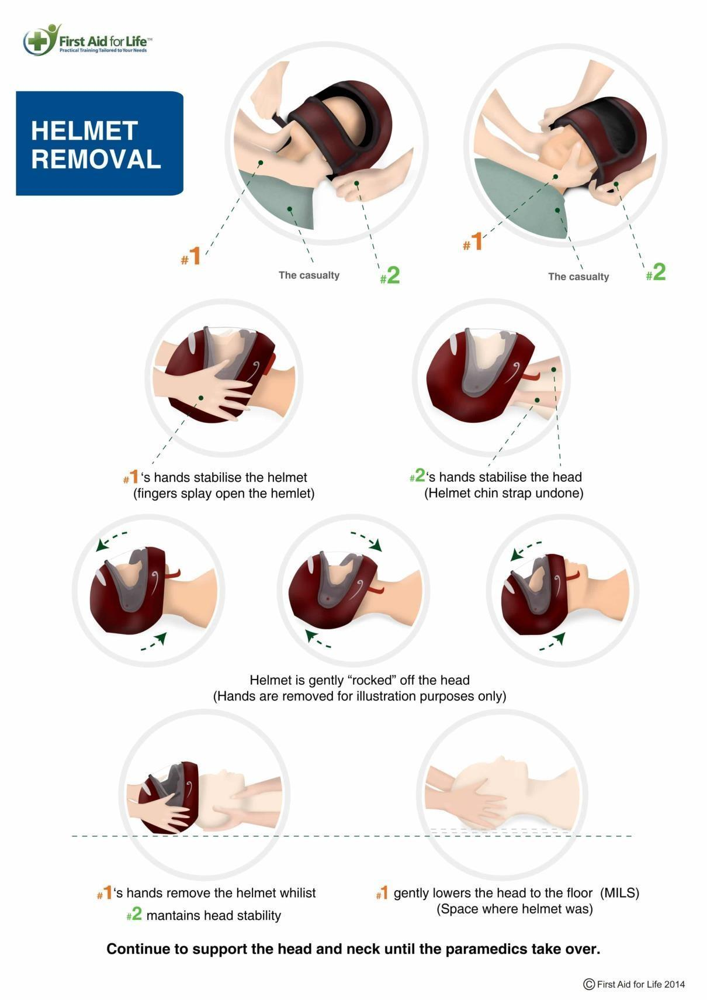 First Aid for Life™
Practical Training Tailored to Your Needs
HELMET
REMOVAL
#1
The casualty
#2
#1
The casualty
#2
#1 ‘s hands stabilise the helmet
(fingers splay open the hemlet)
#2‘s hands stabilise the head
(Helmet chin strap undone)
Helmet is gently “rocked” off the head
(Hands are removed for illustration purposes only)
#1‘s hands remove the helmet whilist
#2 mantains head stability
#1 gently lowers the head to the floor (MILS)
(Space where helmet was)
Continue to support the head and neck until the paramedics take over.
© First Aid for Life 2014